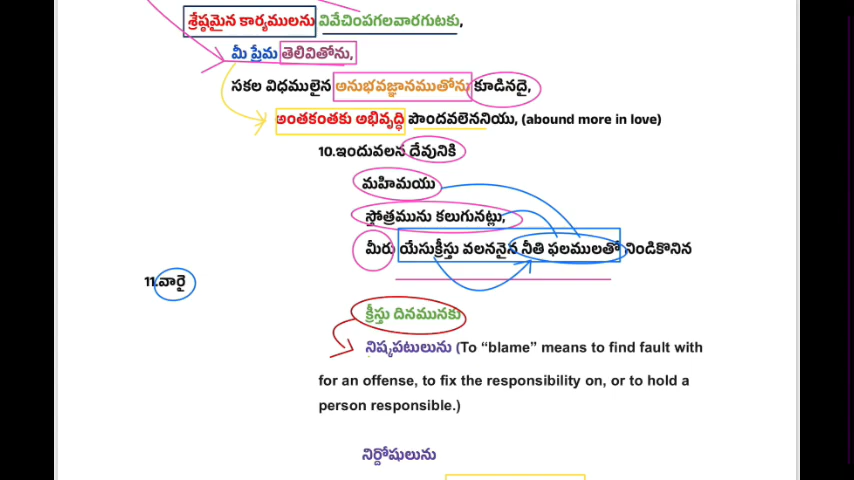 శ్రేష్ఠమైన కార్యములను వివేచింపగలవారగుటకు,
మీ ప్రేమ తెలివితోను,
సకల విధములైన అనుభవజ్ఞానముతోను కూడినదై,
అంతకంతకు అభివృద్ధి పొందవలెననియు, (abound more in love)
10.ఇందువలన దేవునికి
మహిమయు
స్తోత్రమును కలుగునట్లు,
మీరు యేసుక్రీస్తు వలననైన నీతి ఫలములతో నిండికొనిన
11.వారై
క్రీస్తు దినమునకు
నిష్కపటులును (To “blame” means to find fault with
for an offense, to fix the responsibility on, or to hold a
person responsible.)
నిర్దోషులును